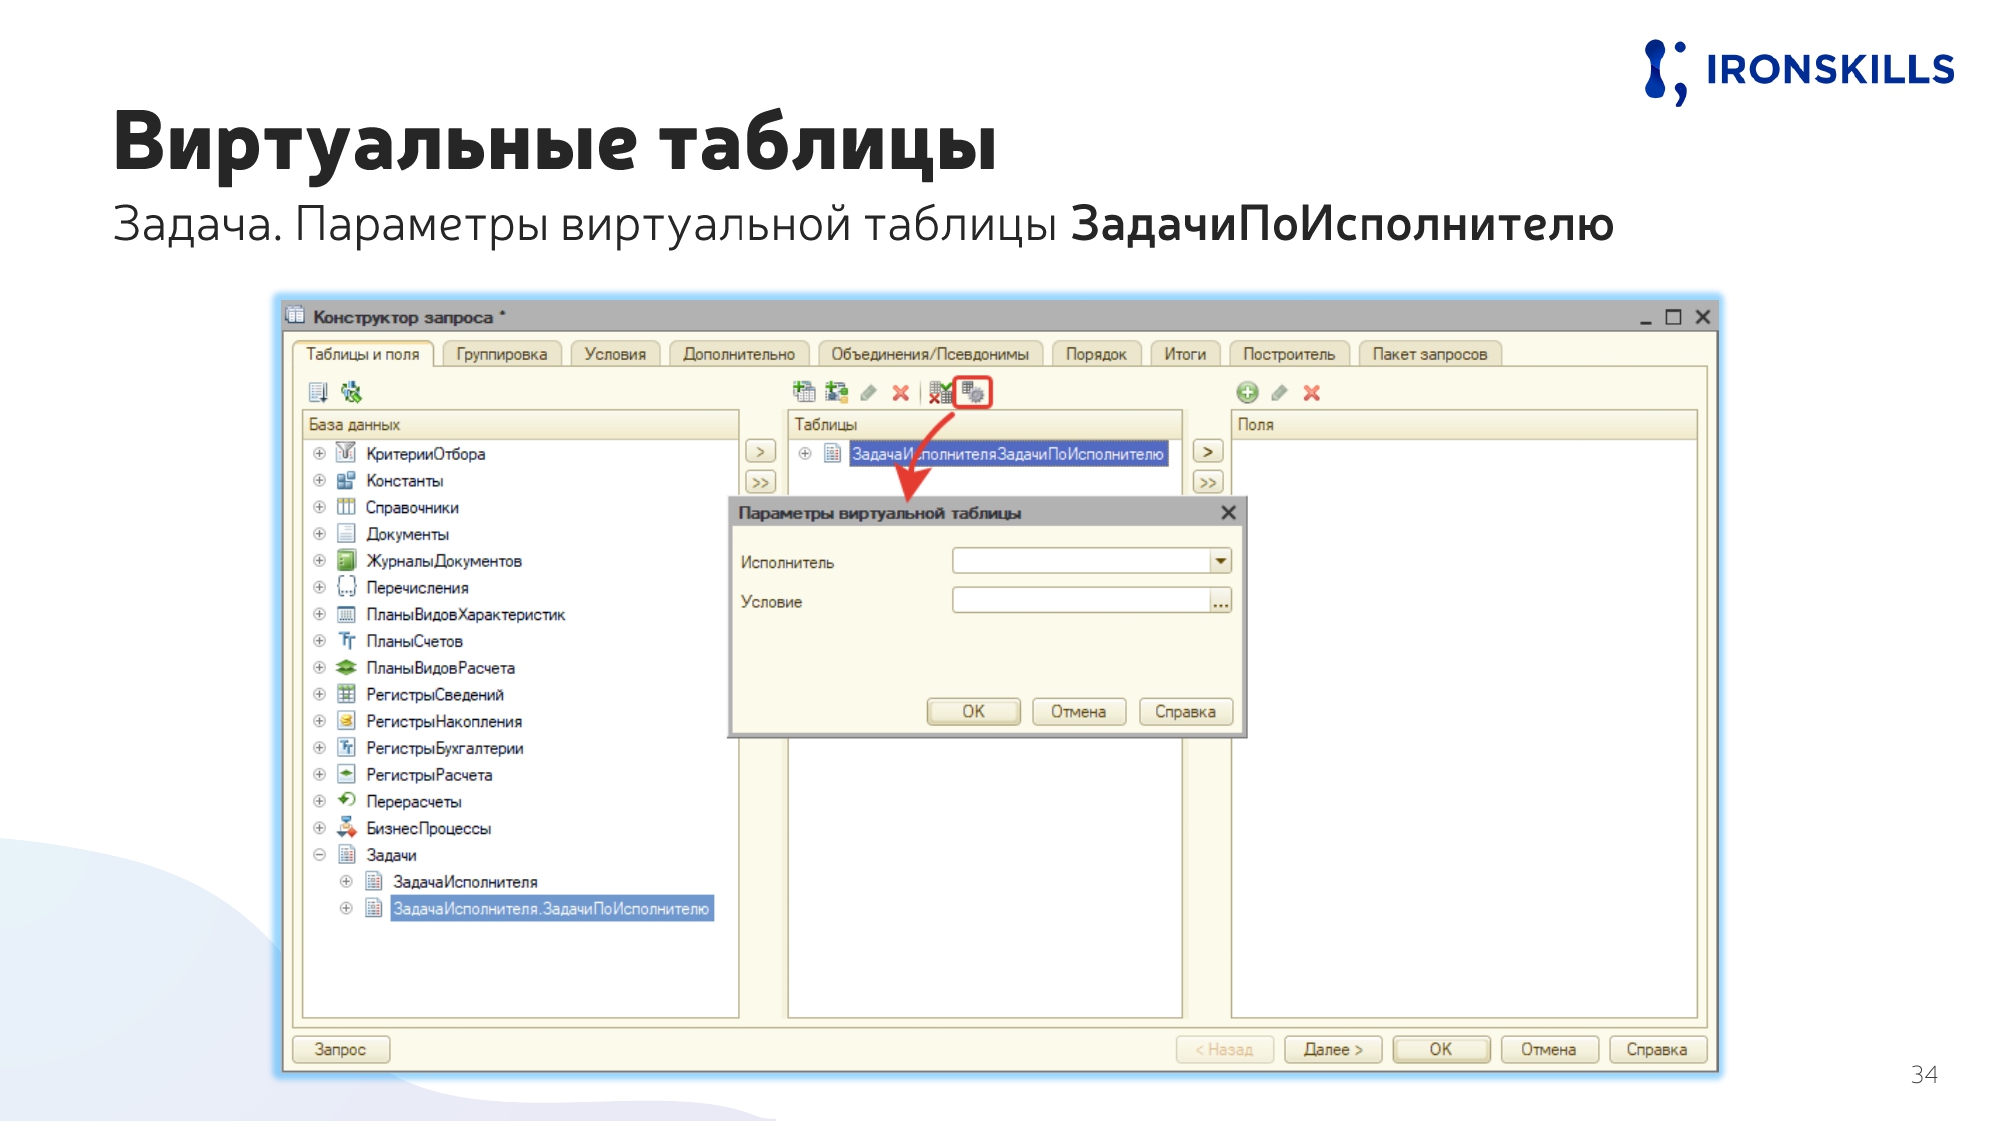 IRONSKILLS
Виртуальные таблицы
Задача. Параметры виртуальной таблицы ЗадачиПоИсполнителю
Конструктор запроса *
Таблицы и поля
Группировка
Условия
Дополнительно
Объединения/Псевдонимы
Порядок
Итоги
Построитель
Пакет запросов
База данных
КритерииОтбора
Константы
Справочники
Документы
ЖурналыДокументов
Перечисления
ПланыВидовХарактеристик
ПланыСчетов
ПланыВидовРасчета
РегистрыСведений
РегистрыНакопления
РегистрыБухгалтерии
РегистрыРасчета
Перерасчеты
БизнесПроцессы
Задачи
ЗадачаИсполнителя
ЗадачаИсполнителя.ЗадачиПоИсполнителю
>
>>
Таблицы
ЗадачаИсполнителяЗадачиПоИсполнителю
>
>>
Поля
Параметры виртуальной таблицы
Исполнитель
Условие
...
OK
Отмена
Справка
Запрос
< Назад
Далее >
OK
Отмена
Справка
34